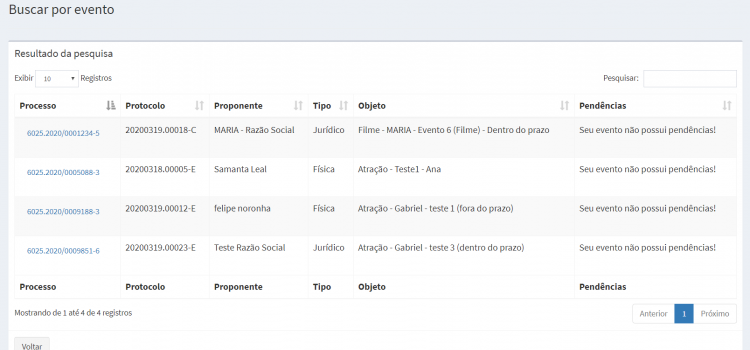 Buscar por evento
Resultado da pesquisa
Exibir 10 Registros Pesquisar:
Processo Protocolo Proponente Tipo Objeto Pendências
6025.2020/0001234-5 20200319.00018-C MARIA - Razão Social Jurídico Filme - MARIA - Evento 6 (Filme) - Dentro do prazo Seu evento não possui pendências!
6025.2020/0005088-3 20200318.00005-E Samanta Leal Física Atração - Teste1 - Ana Seu evento não possui pendências!
6025.2020/0009188-3 20200319.00012-E felipe noronha Física Atração - Gabriel - teste 1 (fora do prazo) Seu evento não possui pendências!
6025.2020/0009851-6 20200319.00023-E Teste Razão Social Jurídico Atração - Gabriel - teste 3 (dentro do prazo) Seu evento não possui pendências!
Processo Protocolo Proponente Tipo Objeto Pendências
Mostrando de 1 até 4 de 4 registros Anterior 1 Próximo
Voltar